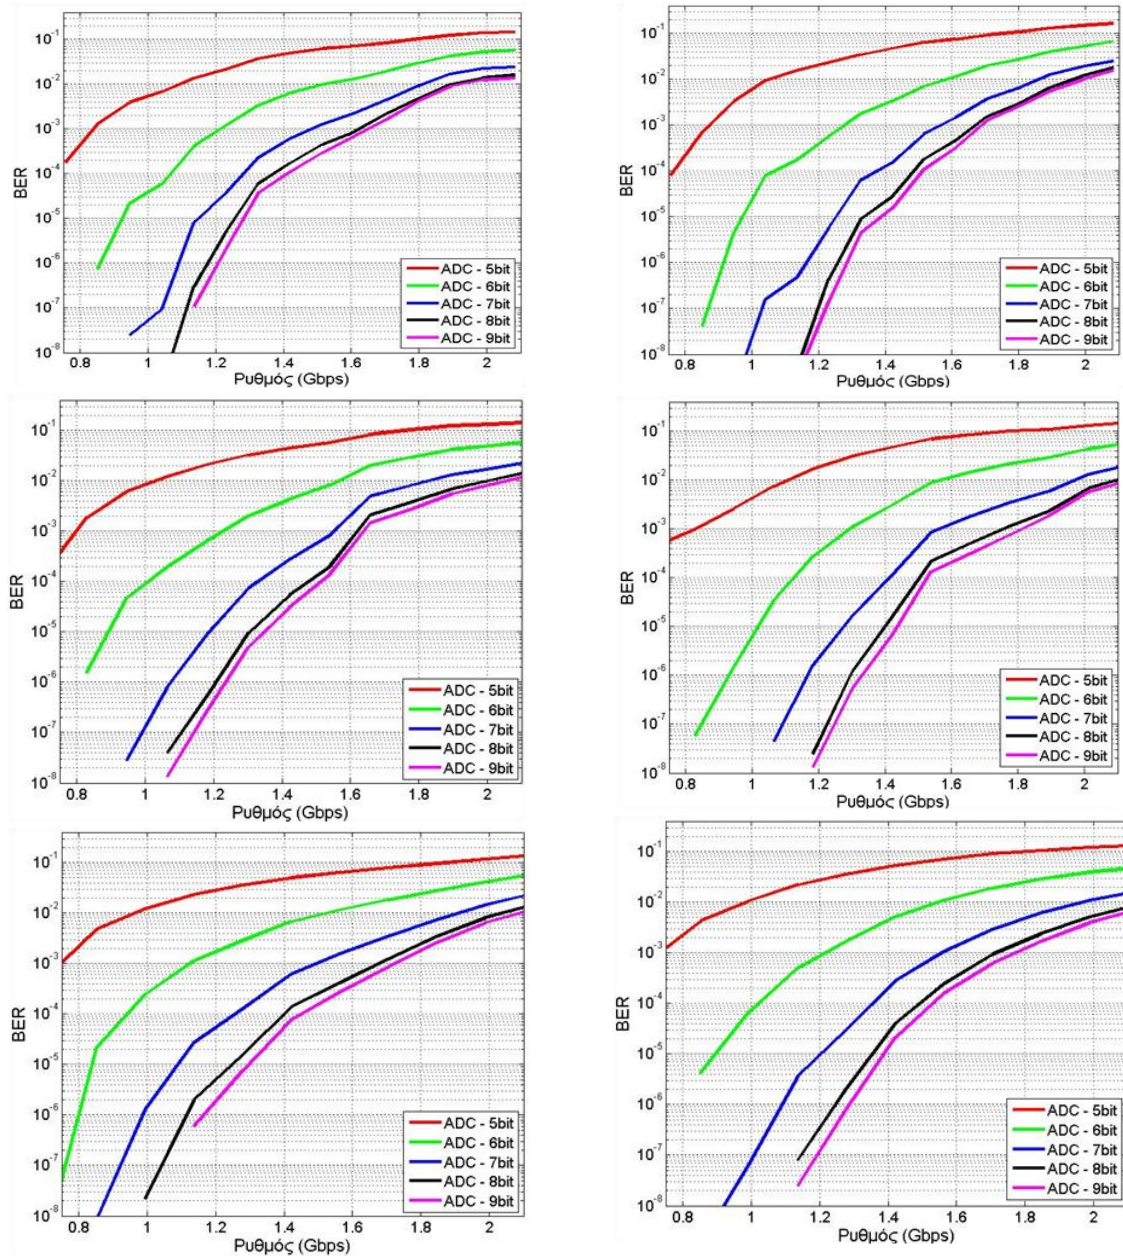 10^-1
10^-2
10^-3
10^-4
10^-5
10^-6
10^-7
10^-8
BER
ADC - 5bit
ADC - 6bit
ADC - 7bit
ADC - 8bit
ADC - 9bit
0.8 1 1.2 1.4 1.6 1.8 2
Ρυθμός (Gbps)
10^-1
10^-2
10^-3
10^-4
10^-5
10^-6
10^-7
10^-8
BER
ADC - 5bit
ADC - 6bit
ADC - 7bit
ADC - 8bit
ADC - 9bit
0.8 1 1.2 1.4 1.6 1.8 2
Ρυθμός (Gbps)
10^-1
10^-2
10^-3
10^-4
10^-5
10^-6
10^-7
10^-8
BER
ADC - 5bit
ADC - 6bit
ADC - 7bit
ADC - 8bit
ADC - 9bit
0.8 1 1.2 1.4 1.6 1.8 2
Ρυθμός (Gbps)
10^-1
10^-2
10^-3
10^-4
10^-5
10^-6
10^-7
10^-8
BER
ADC - 5bit
ADC - 6bit
ADC - 7bit
ADC - 8bit
ADC - 9bit
0.8 1 1.2 1.4 1.6 1.8 2
Ρυθμός (Gbps)
10^-1
10^-2
10^-3
10^-4
10^-5
10^-6
10^-7
10^-8
BER
ADC - 5bit
ADC - 6bit
ADC - 7bit
ADC - 8bit
ADC - 9bit
0.8 1 1.2 1.4 1.6 1.8 2
Ρυθμός (Gbps)
10^-1
10^-2
10^-3
10^-4
10^-5
10^-6
10^-7
10^-8
BER
ADC - 5bit
ADC - 6bit
ADC - 7bit
ADC - 8bit
ADC - 9bit
0.8 1 1.2 1.4 1.6 1.8 2
Ρυθμός (Gbps)